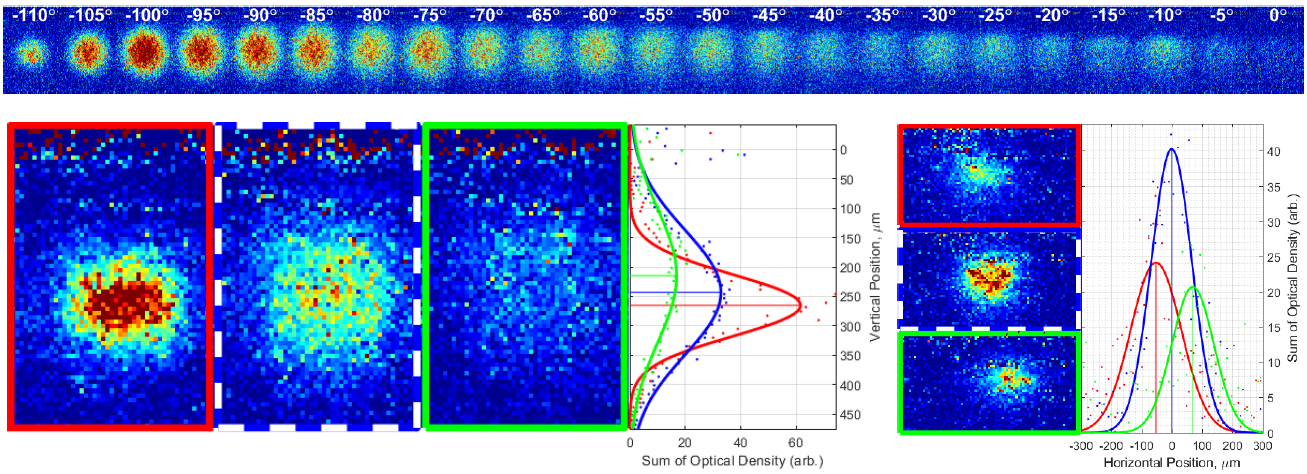 -110° -105° -100° -95° -90° -85° -80° -75° -70° -65° -60° -55° -50° -45° -40° -35° -30° -25° -20° -15° -10° -5° 0°
0
50
100
150
200
250
300
350
400
450
Vertical Position, μm
0 20 40 60
Sum of Optical Density (arb.)
40
35
30
25
20
15
10
5
0
Sum of Optical Density (arb.)
-300 -200 -100 0 100 200 300
Horizontal Position, μm